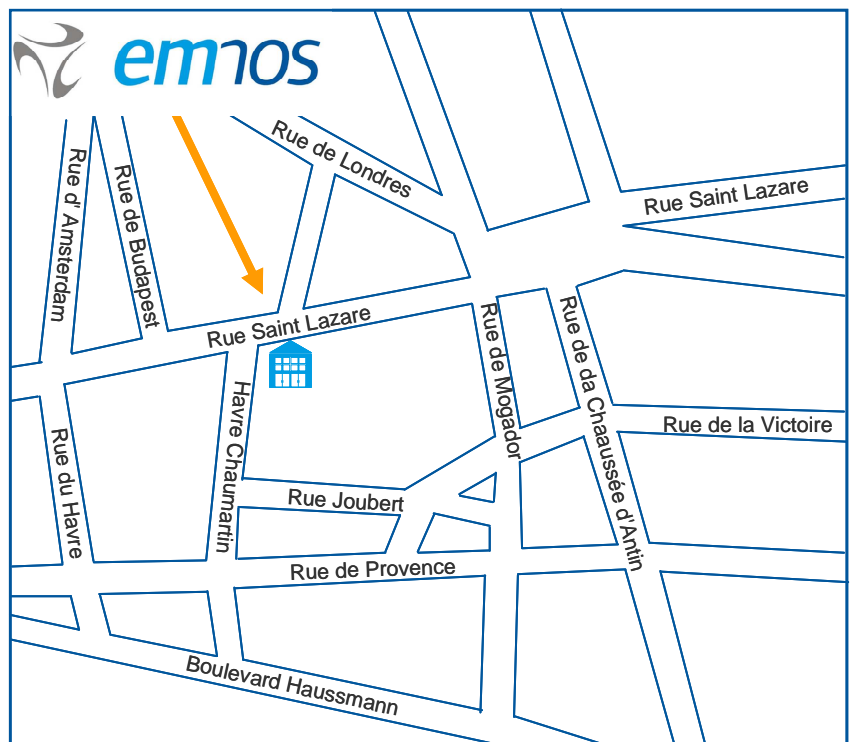 emnos
Rue de Londres
Rue d' Amsterdam
Rue de Budapest
Rue Saint Lazare
Rue Saint Lazare
Rue de Mogador
Rue de da Chaaussée d'Antin
Havre Chaumartin
Rue de la Victoire
Rue du Havre
Rue Joubert
Rue de Provence
Boulevard Haussmann